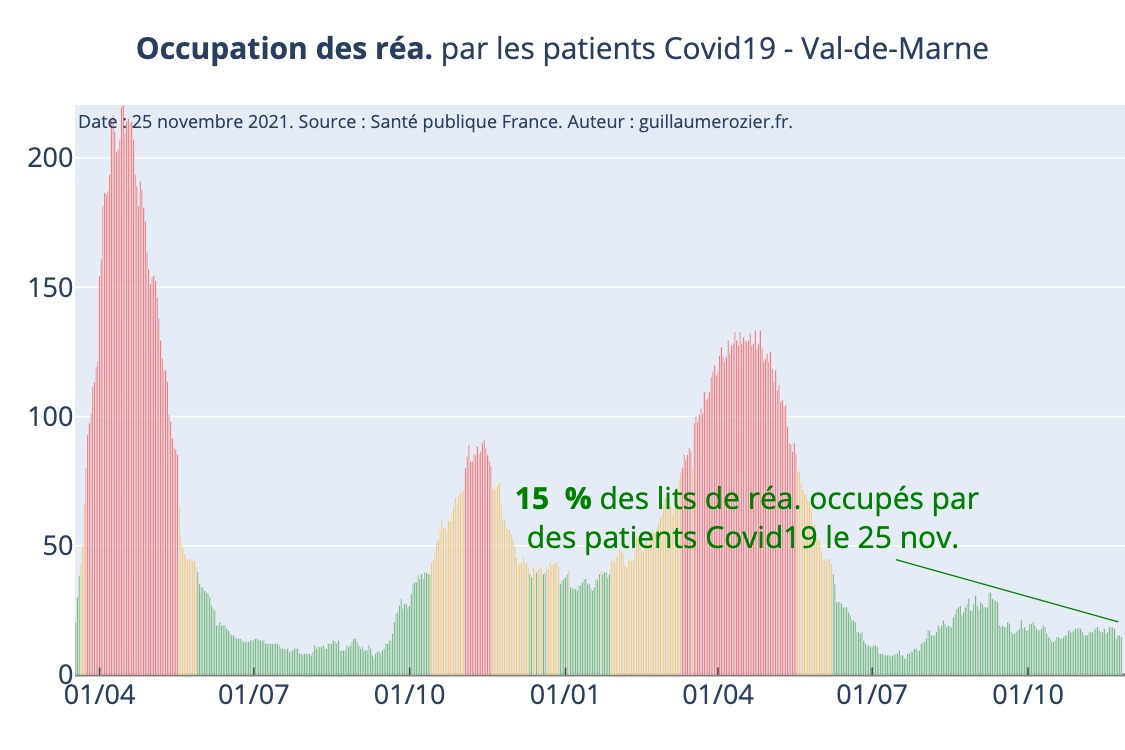 Occupation des réa. par les patients Covid19 - Val-de-Marne
Date : 25 novembre 2021. Source : Santé publique France. Auteur : guillaumerozier.fr.
200
150
100
15 % des lits de réa. occupés par
des patients Covid19 le 25 nov.
50
0
01/04 01/07 01/10 01/01 01/04 01/07 01/10